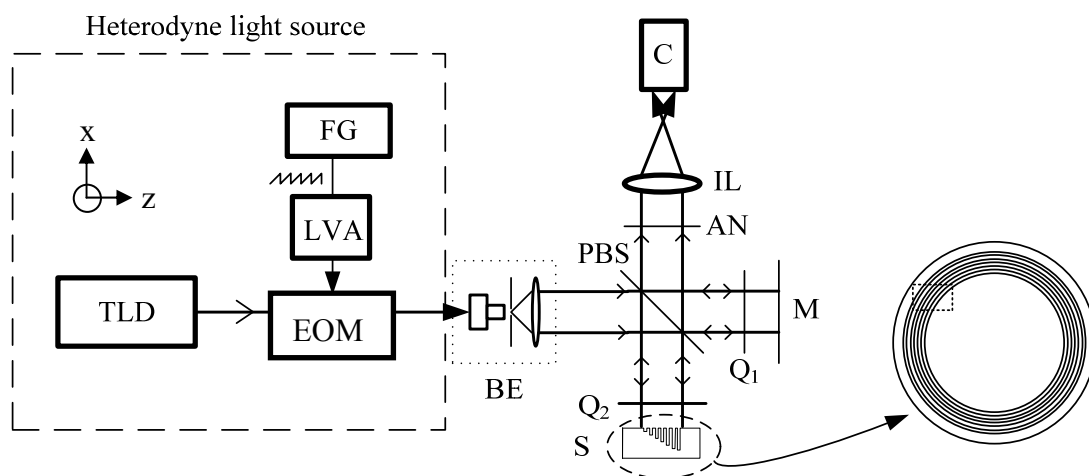 Heterodyne light source
C
FG
x
z
IL
LVA
AN
PBS
TLD
EOM
M
BE
Q₁
Q₂
S